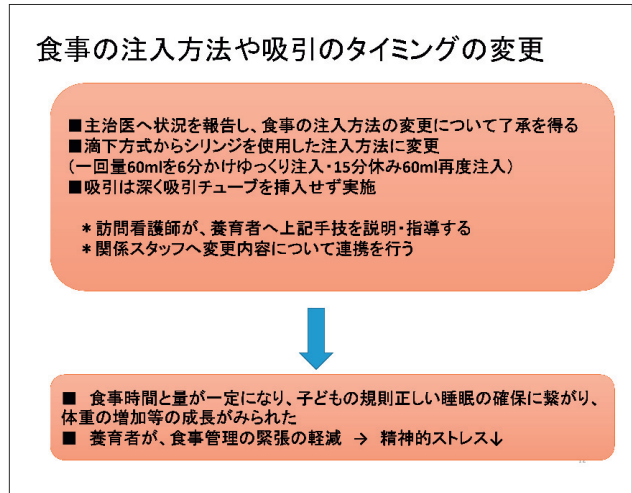 食事の注入方法や吸引のタイミングの変更
■主治医へ状況を報告し、食事の注入方法の変更について了承を得る
■滴下方式からシリンジを使用した注入方法に変更
(一回量60mlを6分かけゆっくり注入・15分休み60ml再度注入)
■吸引は深く吸引チューブを挿入せず実施
＊訪問看護師が、養育者へ上記手技を説明・指導する
＊関係スタッフへ変更内容について連携を行う
■ 食事時間と量が一定になり、子どもの規則正しい睡眠の確保に繋がり、
体重の増加等の成長がみられた
■ 養育者が、食事管理の緊張の軽減 → 精神的ストレス↓